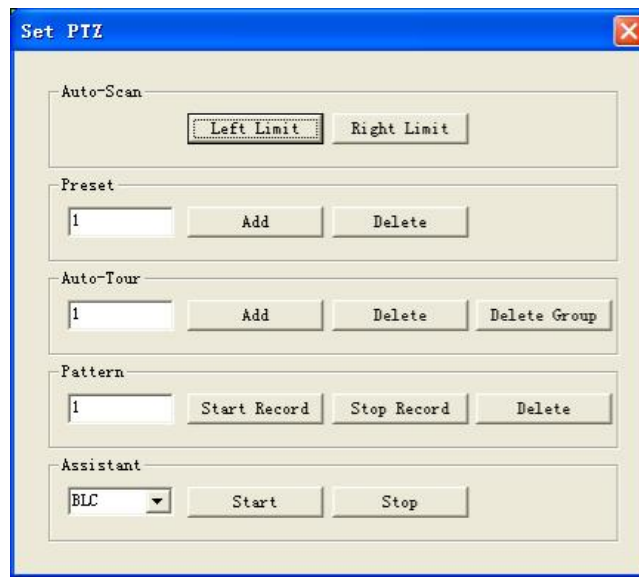 Set PTZ
Auto-Scan
Left Limit Right Limit
Preset
1 Add Delete
Auto-Tour
1 Add Delete Delete Group
Pattern
1 Start Record Stop Record Delete
Assistant
BLC Start Stop